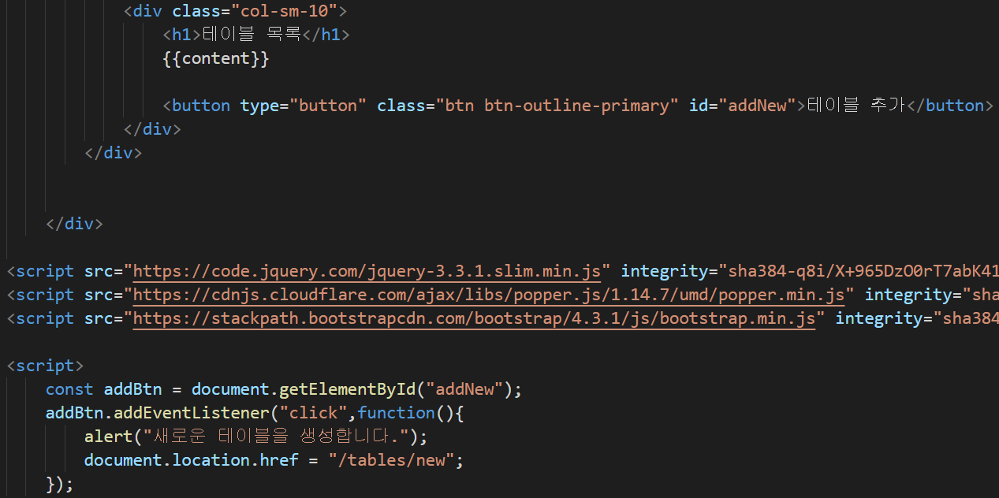 <div class="col-sm-10">
<h1>테이블 목록</h1>
{{content}}
<button type="button" class="btn btn-outline-primary" id="addNew">테이블 추가</button>
</div>
</div>
</div>
<script src="https://code.jquery.com/jquery-3.3.1.slim.min.js" integrity="sha384-q8i/X+965DzO0rT7abK41
<script src="https://cdnjs.cloudflare.com/ajax/libs/popper.js/1.14.7/umd/popper.min.js" integrity="sha
<script src="https://stackpath.bootstrapcdn.com/bootstrap/4.3.1/js/bootstrap.min.js" integrity="sha384
<script>
const addBtn = document.getElementById("addNew");
addBtn.addEventListener("click",function(){
alert("새로운 테이블을 생성합니다.");
document.location.href = "/tables/new";
});